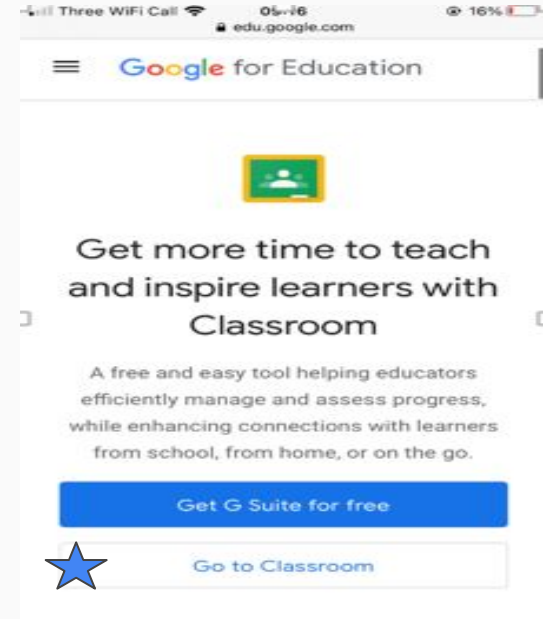 Three WiFi Call 16%
edu.google.com
Google for Education
Get more time to teach
and inspire learners with
Classroom
A free and easy tool helping educators
efficiently manage and assess progress,
while enhancing connections with learners
from school, from home, or on the go.
Get G Suite for free
Go to Classroom